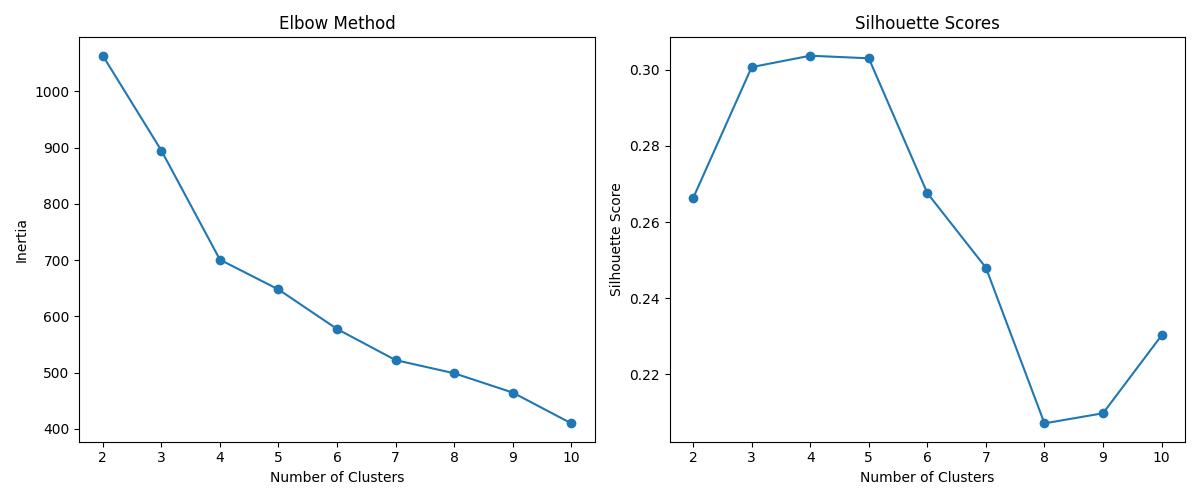 Elbow Method
Inertia
1000
900
800
700
600
500
400
2 3 4 5 6 7 8 9 10
Number of Clusters
Silhouette Scores
Silhouette Score
0.30
0.28
0.26
0.24
0.22
2 3 4 5 6 7 8 9 10
Number of Clusters